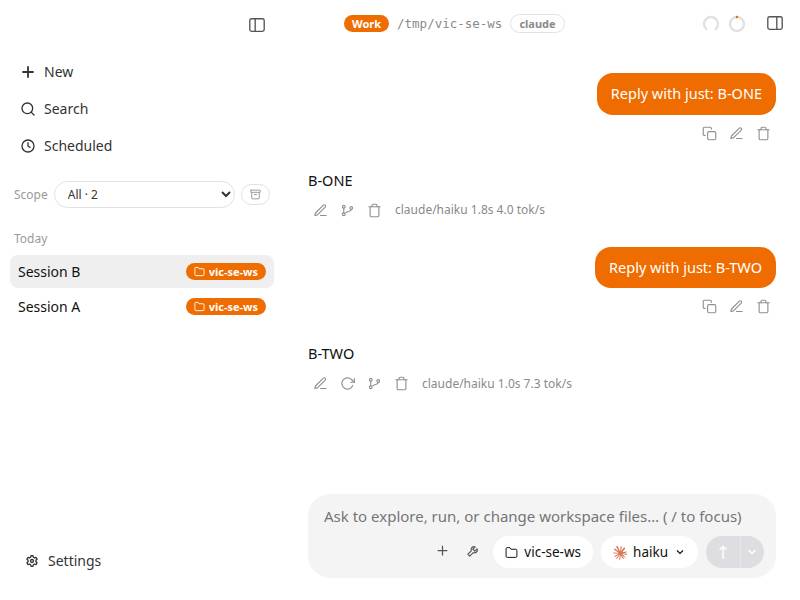 Work /tmp/vic-se-ws claude
New
Search
Scheduled
Scope All · 2
Today
Session B vic-se-ws
Session A vic-se-ws
Settings
Reply with just: B-ONE
B-ONE
claude/haiku 1.8s 4.0 tok/s
Reply with just: B-TWO
B-TWO
claude/haiku 1.0s 7.3 tok/s
Ask to explore, run, or change workspace files... ( / to focus)
vic-se-ws haiku